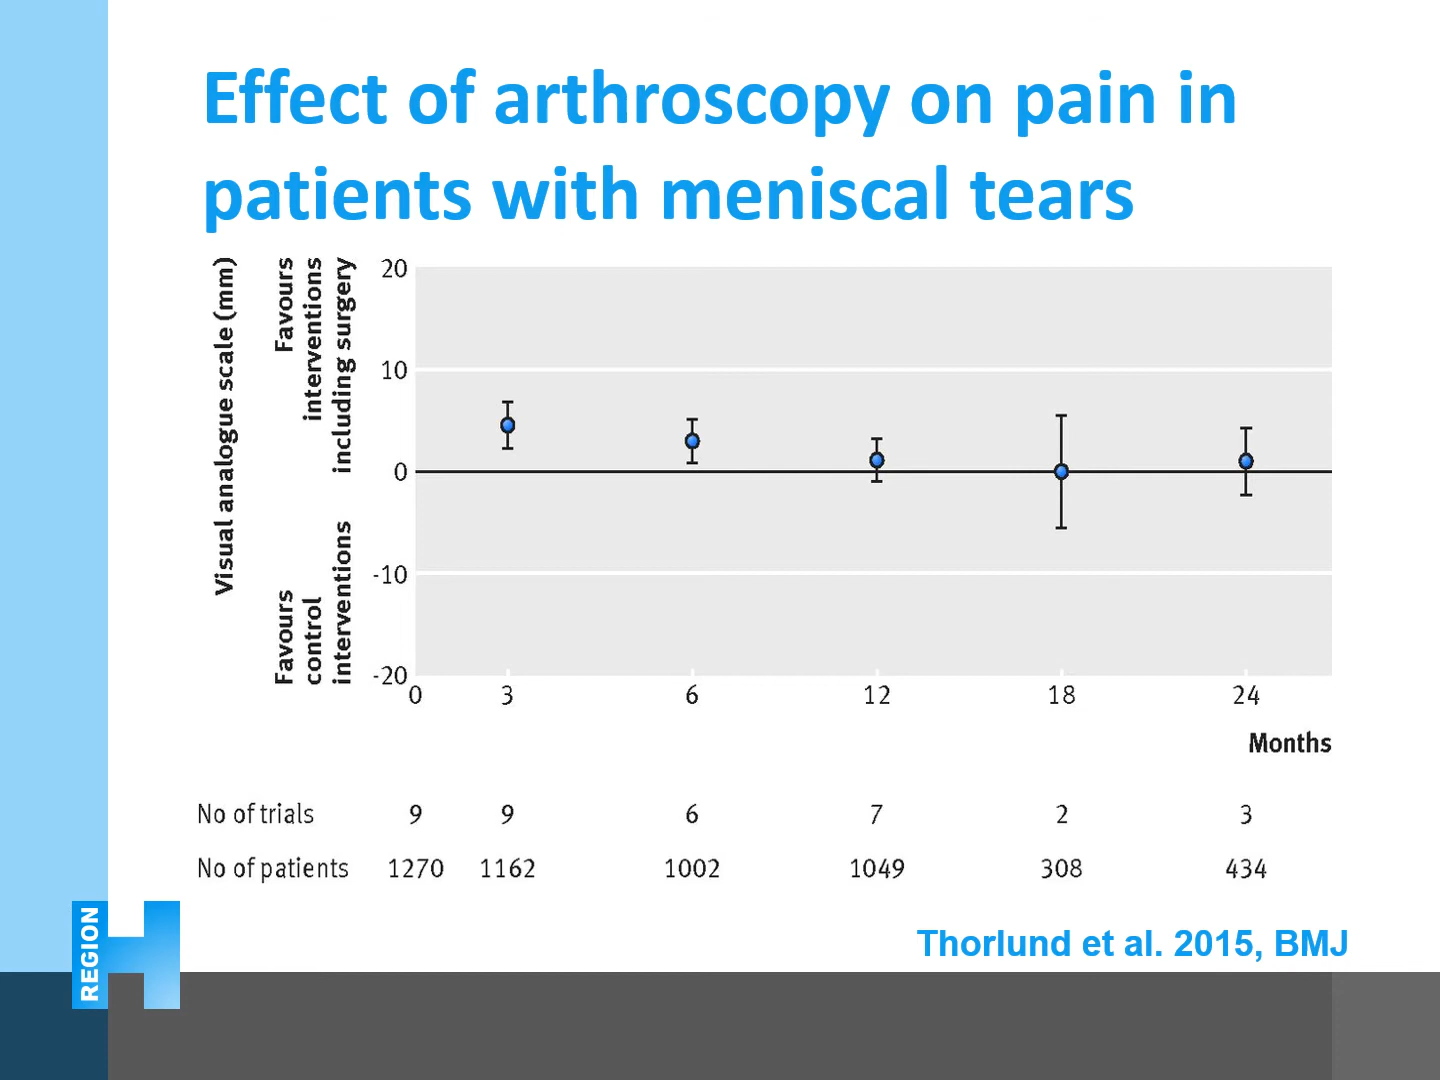 Effect of arthroscopy on pain in
patients with meniscal tears
Visual analogue scale (mm)
Favours
interventions
including surgery
Favours
control
interventions
20
10
0
-10
-20
0 3 6 12 18 24
Months
No of trials 9 9 6 7 2 3
No of patients 1270 1162 1002 1049 308 434
Thorlund et al. 2015, BMJ
REGION
H